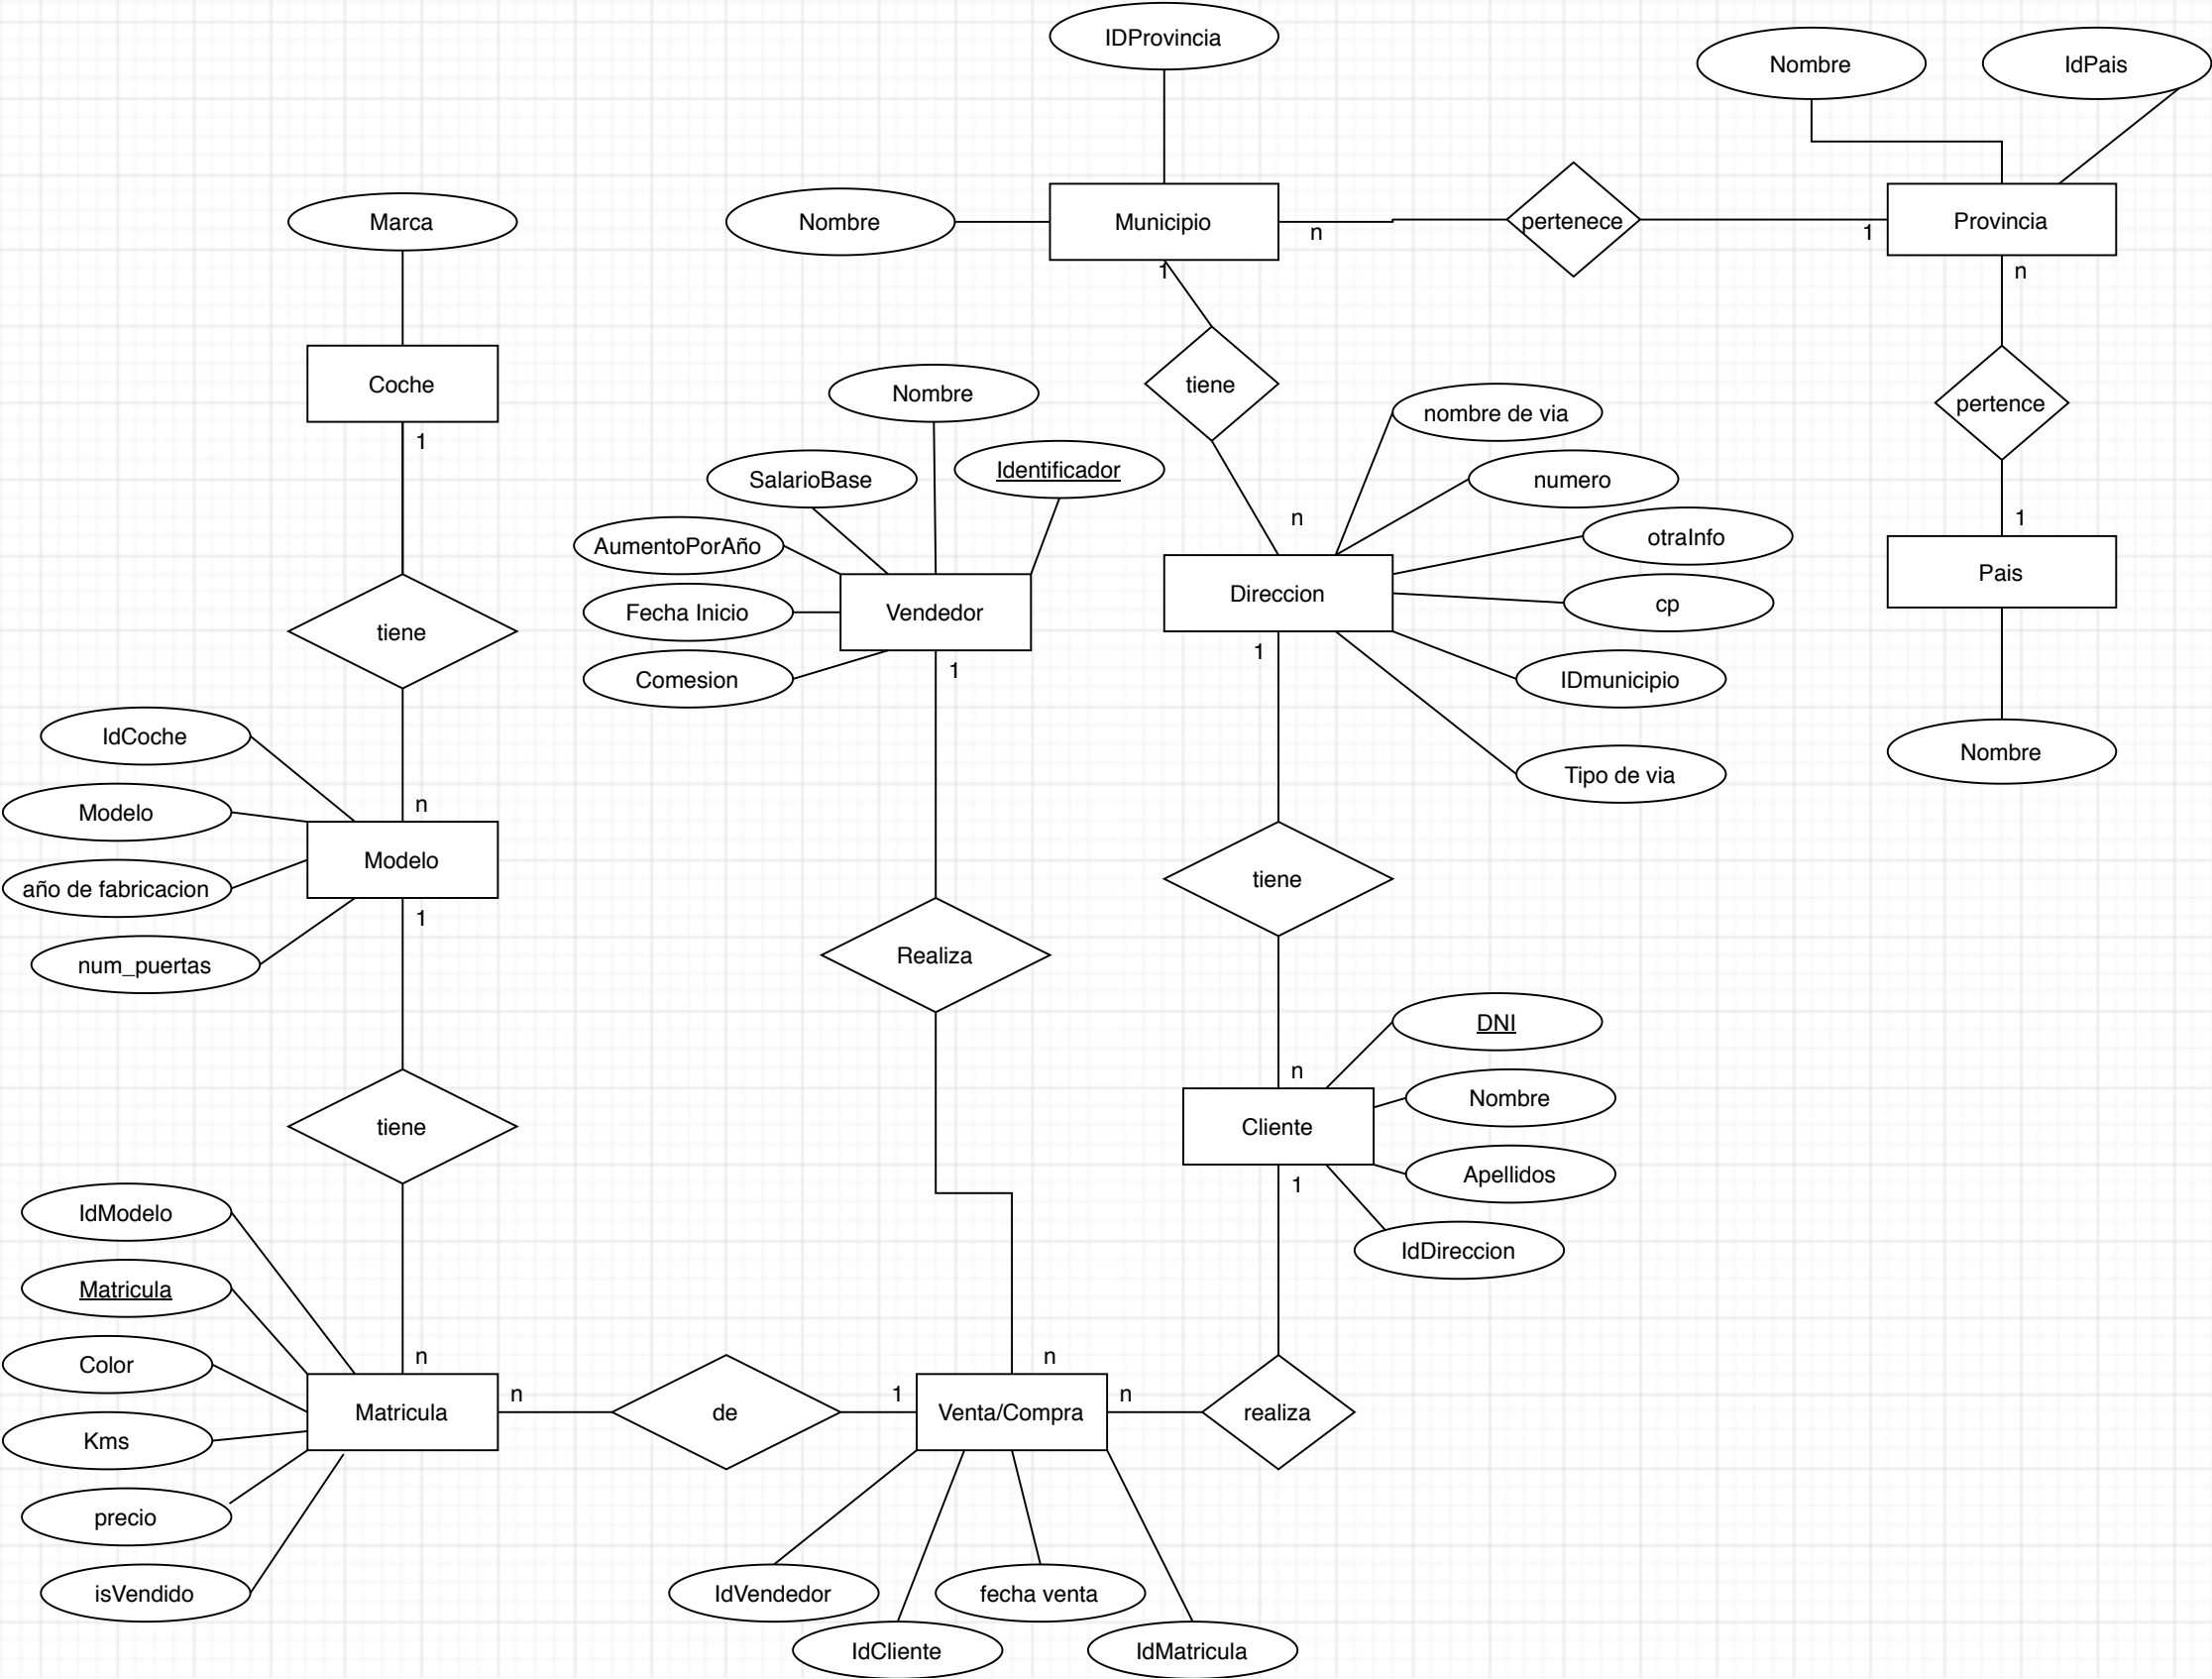 IDProvincia
Nombre
IdPais
Marca
Nombre
Municipio
n
pertenece
1
Provincia
1
n
Coche
1
Nombre
tiene
nombre de via
pertence
SalarioBase
Identificador
numero
AumentoPorAño
n
otraInfo
1
Fecha Inicio
Vendedor
Direccion
cp
Pais
tiene
Comesion
1
1
IDmunicipio
IdCoche
Tipo de via
Nombre
Modelo
n
Modelo
año de fabricacion
1
tiene
num_puertas
Realiza
DNI
n
Nombre
tiene
Cliente
Apellidos
1
IdModelo
IdDireccion
Matricula
Color
n
n
Matricula
n
de
1
Venta/Compra
n
realiza
Kms
precio
isVendido
IdVendedor
fecha venta
IdCliente
IdMatricula